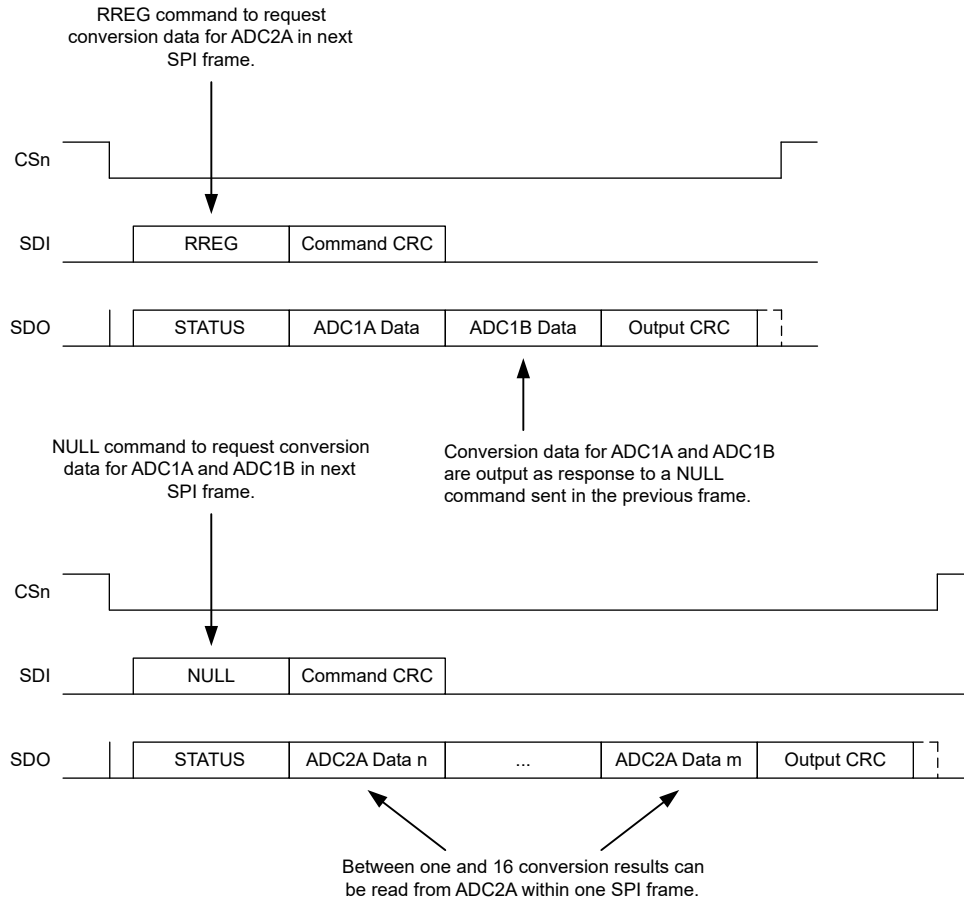 RREG command to request
conversion data for ADC2A in next
SPI frame.
CSn
SDI
RREG
Command CRC
SDO
STATUS
ADC1A Data
ADC1B Data
Output CRC
NULL command to request conversion
data for ADC1A and ADC1B in next
SPI frame.
Conversion data for ADC1A and ADC1B
are output as response to a NULL
command sent in the previous frame.
CSn
SDI
NULL
Command CRC
SDO
STATUS
ADC2A Data n
...
ADC2A Data m
Output CRC
Between one and 16 conversion results can
be read from ADC2A within one SPI frame.